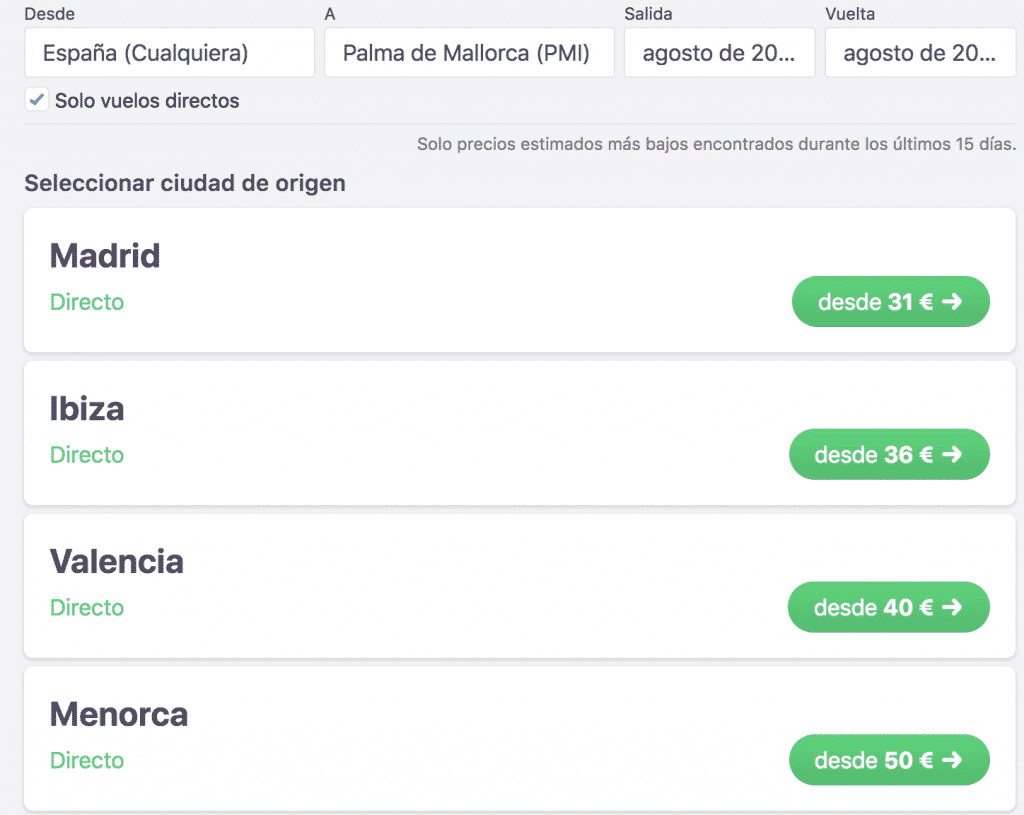 Desde A Salida Vuelta
España (Cualquiera) Palma de Mallorca (PMI) agosto de 20... agosto de 20...
Solo vuelos directos
Solo precios estimados más bajos encontrados durante los últimos 15 días.
Seleccionar ciudad de origen
Madrid
Directo
desde 31 € →
Ibiza
Directo
desde 36 € →
Valencia
Directo
desde 40 € →
Menorca
Directo
desde 50 € →